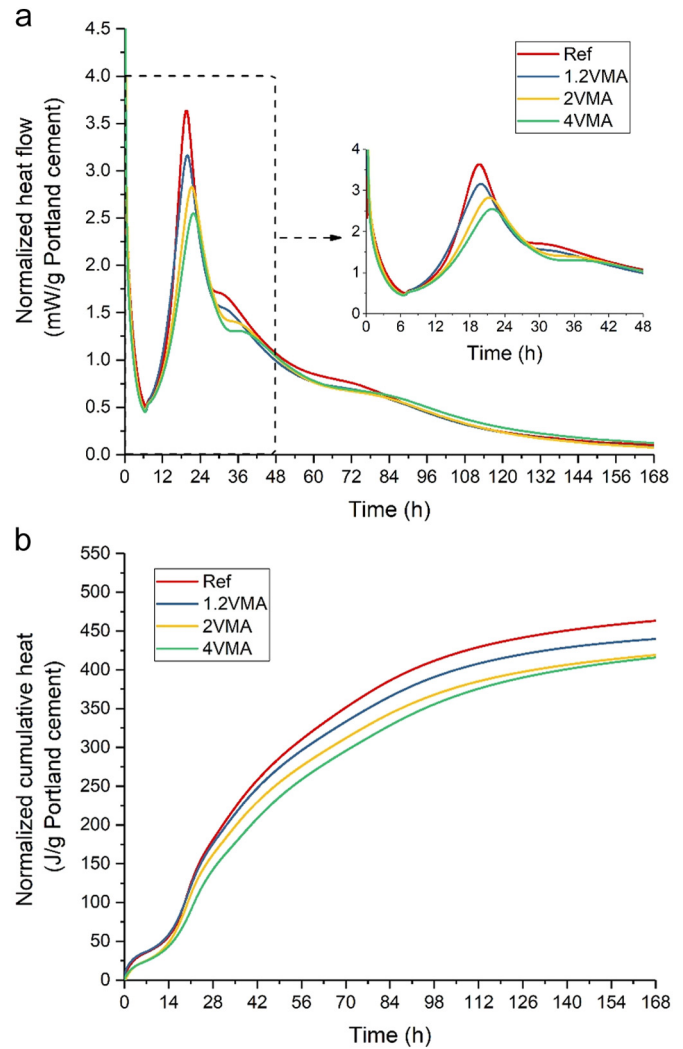 a
Normalized heat flow
(mW/g Portland cement)
4.5
4.0
3.5
3.0
2.5
2.0
1.5
1.0
0.5
0.0
0 12 24 36 48 60 72 84 96 108 120 132 144 156 168
Time (h)
Ref
1.2VMA
2VMA
4VMA
4
3
2
1
0
0 6 12 18 24 30 36 42 48
Time (h)
b
Normalized cumulative heat
(J/g Portland cement)
550
500
450
400
350
300
250
200
150
100
50
0
0 14 28 42 56 70 84 98 112 126 140 154 168
Time (h)
Ref
1.2VMA
2VMA
4VMA